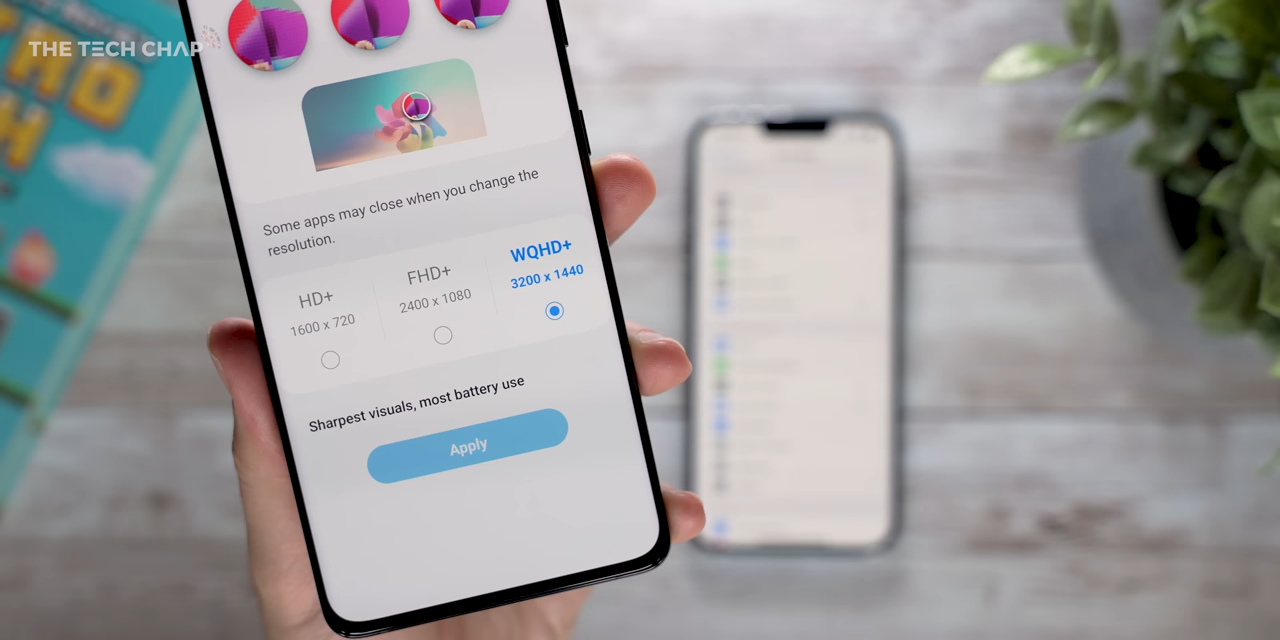 THE TECH CHAP
Some apps may close when you change the
resolution.
HD+
1600 x 720
FHD+
2400 x 1080
WQHD+
3200 x 1440
Sharpest visuals, most battery use
Apply